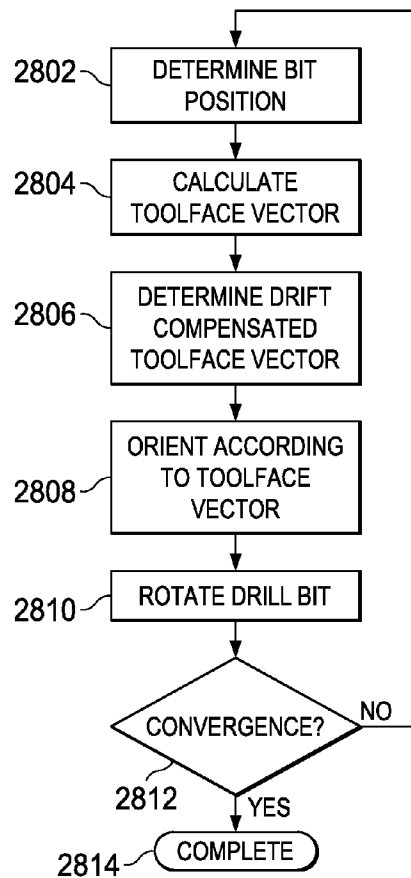 2802
DETERMINE BIT
POSITION
2804
CALCULATE
TOOLFACE VECTOR
2806
DETERMINE DRIFT
COMPENSATED
TOOLFACE VECTOR
2808
ORIENT ACCORDING
TO TOOLFACE
VECTOR
2810
ROTATE DRILL BIT
CONVERGENCE?
NO
2812
YES
2814
COMPLETE